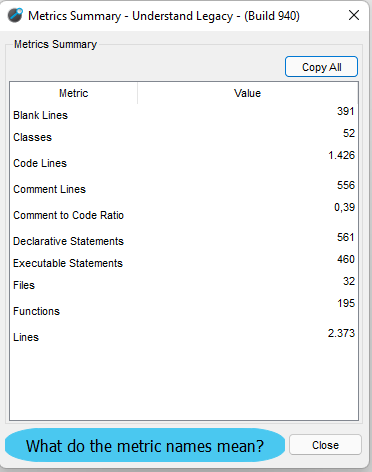 Metrics Summary - Understand Legacy - (Build 940)
Metrics Summary
Copy All
Metric Value
Blank Lines 391
Classes 52
Code Lines 1.426
Comment Lines 556
Comment to Code Ratio 0,39
Declarative Statements 561
Executable Statements 460
Files 32
Functions 195
Lines 2.373
What do the metric names mean? Close